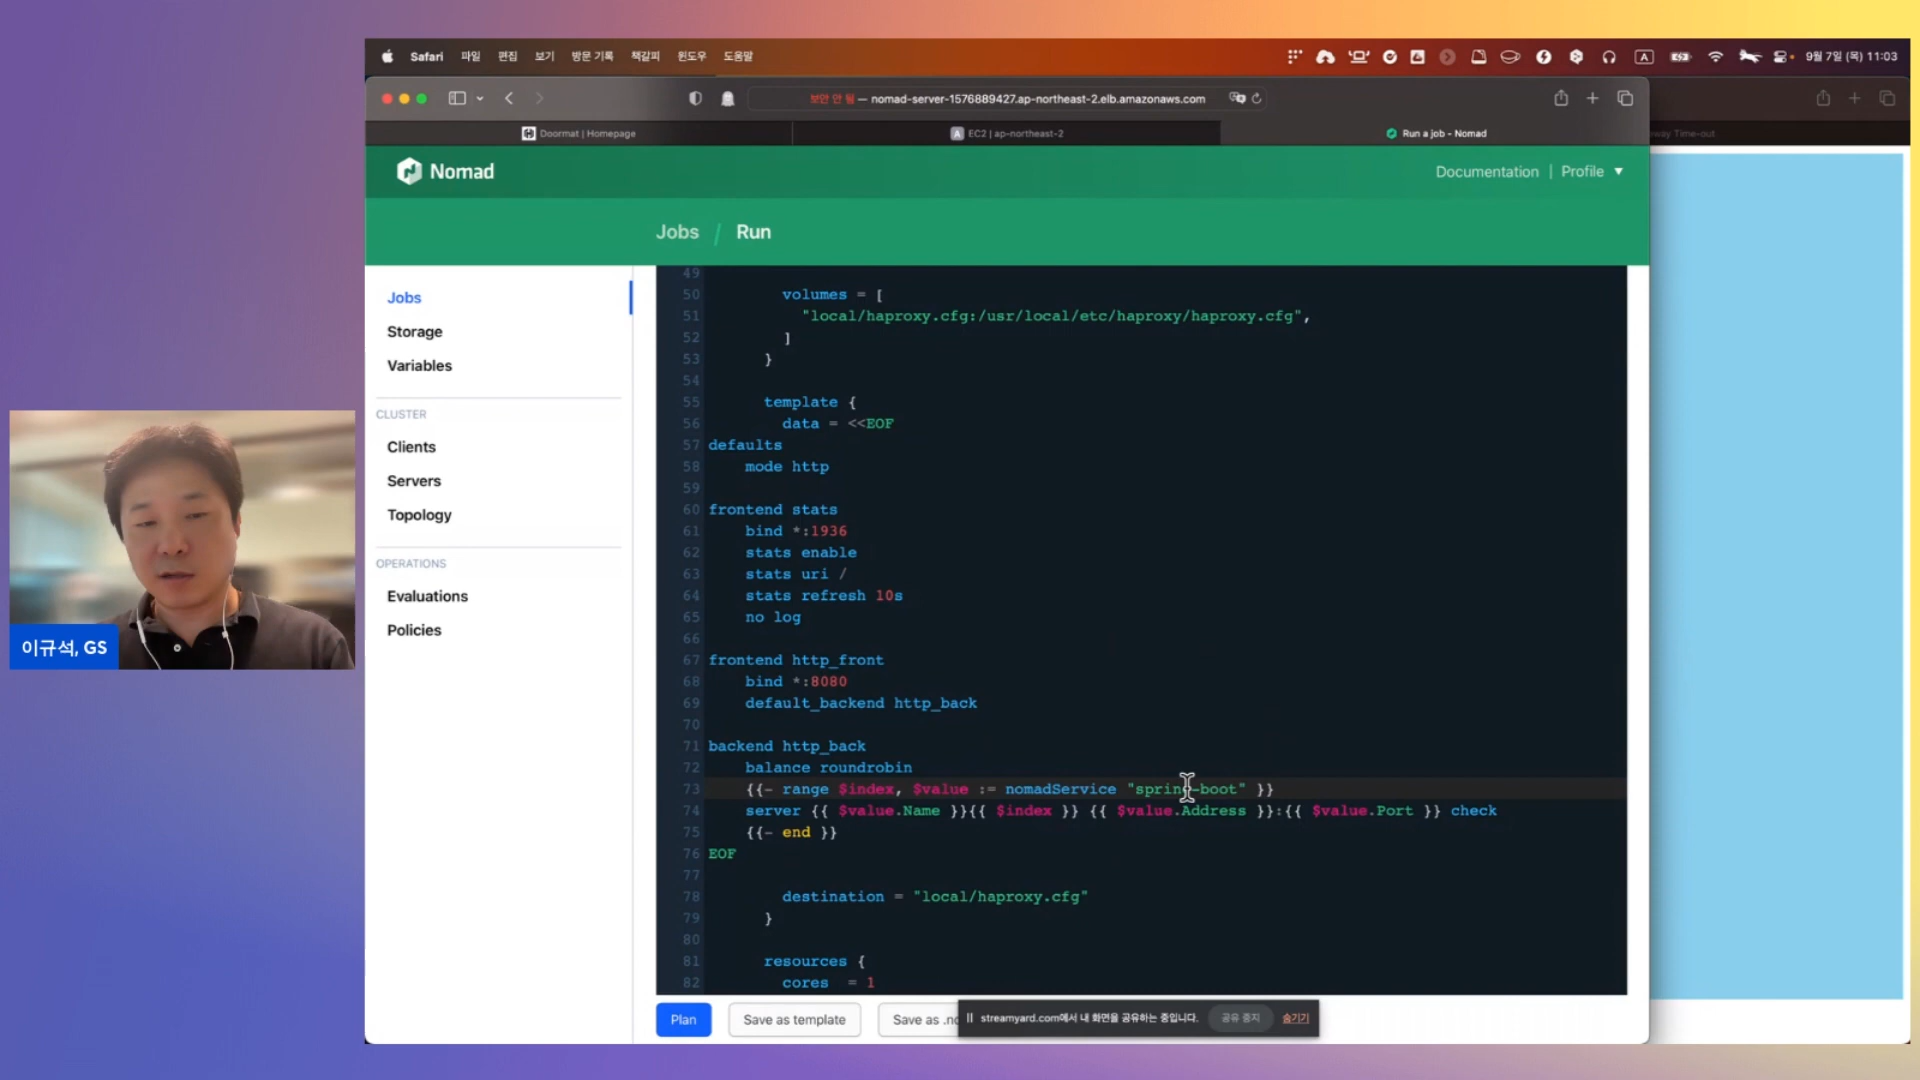 Safari 파일 편집 보기 방문 기록 책갈피 윈도우 도움말
A
9월 7일 (목) 11:03
보안 안 됨 — nomad-server-1576889427.ap-northeast-2.elb.amazonaws.com
Doormat | Homepage
A EC2 | ap-northeast-2
Run a job - Nomad
way Time-out
Nomad
Documentation | Profile
Jobs / Run
Jobs
Storage
Variables
CLUSTER
Clients
Servers
Topology
OPERATIONS
Evaluations
Policies
49
50 volumes = [
51 "local/haproxy.cfg:/usr/local/etc/haproxy/haproxy.cfg",
52 ]
53 }
54
55 template {
56 data = <<EOF
57 defaults
58 mode http
59
60 frontend stats
61 bind *:1936
62 stats enable
63 stats uri /
64 stats refresh 10s
65 no log
66
67 frontend http_front
68 bind *:8080
69 default_backend http_back
70
71 backend http_back
72 balance roundrobin
73 {{- range $index, $value := nomadService "spring-boot" }}
74 server {{ $value.Name }}{{ $index }} {{ $value.Address }}:{{ $value.Port }} check
75 {{- end }}
76 EOF
77
78 destination = "local/haproxy.cfg"
79 }
80
81 resources {
82 cores = 1
Plan
Save as template
Save as .no
streamyard.com에서 내 화면을 공유하는 중입니다.
공유 중지
숨기기
이규석, GS